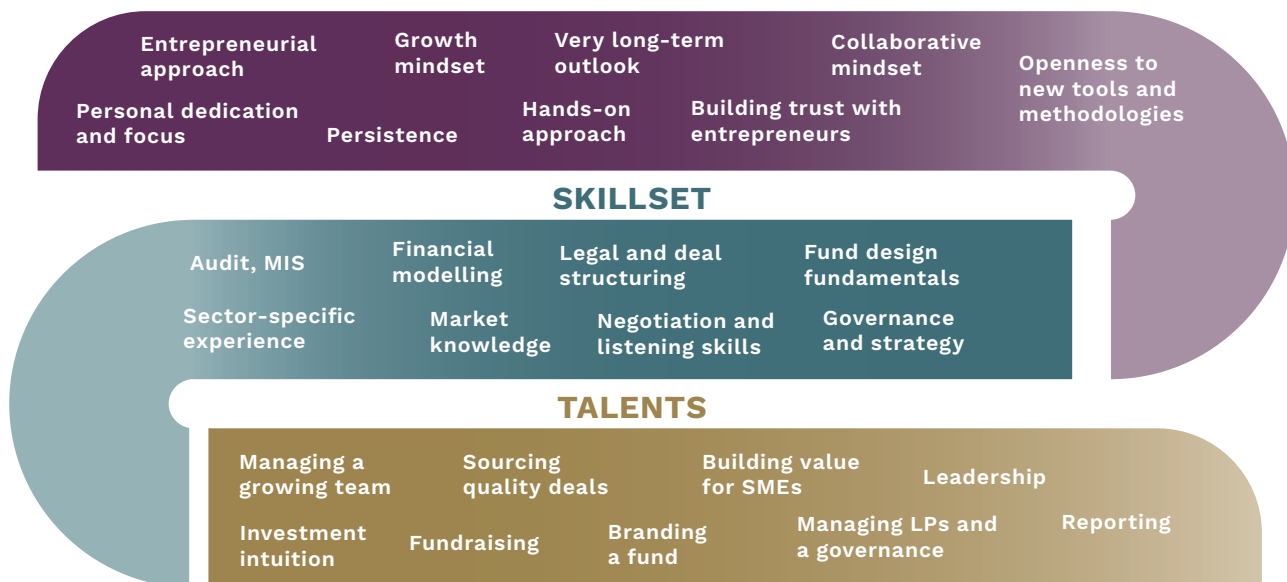 Entrepreneurial
approach
Growth
mindset
Very long-term
outlook
Collaborative
mindset
Openness to
new tools and
methodologies
Personal dedication
and focus
Persistence
Hands-on
approach
Building trust with
entrepreneurs
SKILLSET
Audit, MIS
Financial
modelling
Legal and deal
structuring
Fund design
fundamentals
Sector-specific
experience
Market
knowledge
Negotiation and
listening skills
Governance
and strategy
TALENTS
Managing a
growing team
Sourcing
quality deals
Building value
for SMEs
Leadership
Investment
intuition
Fundraising
Branding
a fund
Managing LPs and
a governance
Reporting